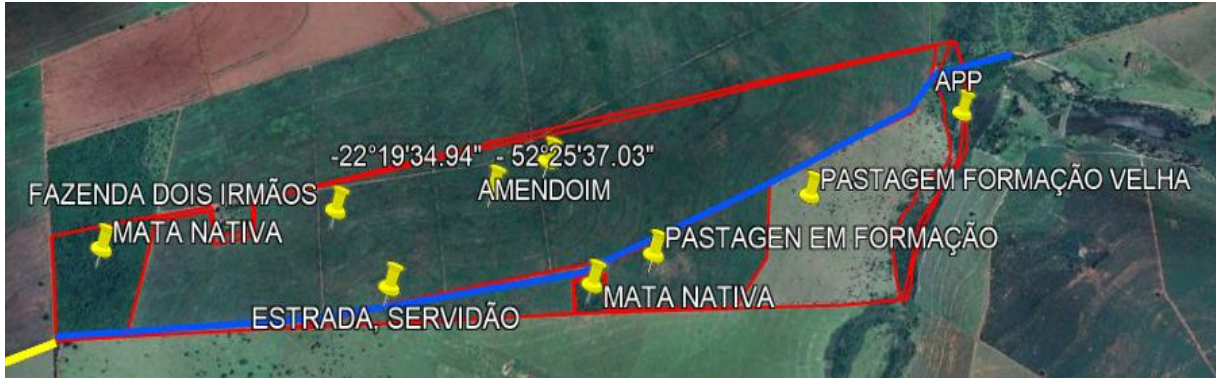 APP
-22°19'34.94" - 52°25'37.03"
PASTAGEM FORMAÇÃO VELHA
FAZENDA DOIS IRMÃOS
AMENDOIM
MATA NATIVA
PASTAGEN EM FORMAÇÃO
MATA NATIVA
ESTRADA, SERVIDÃO